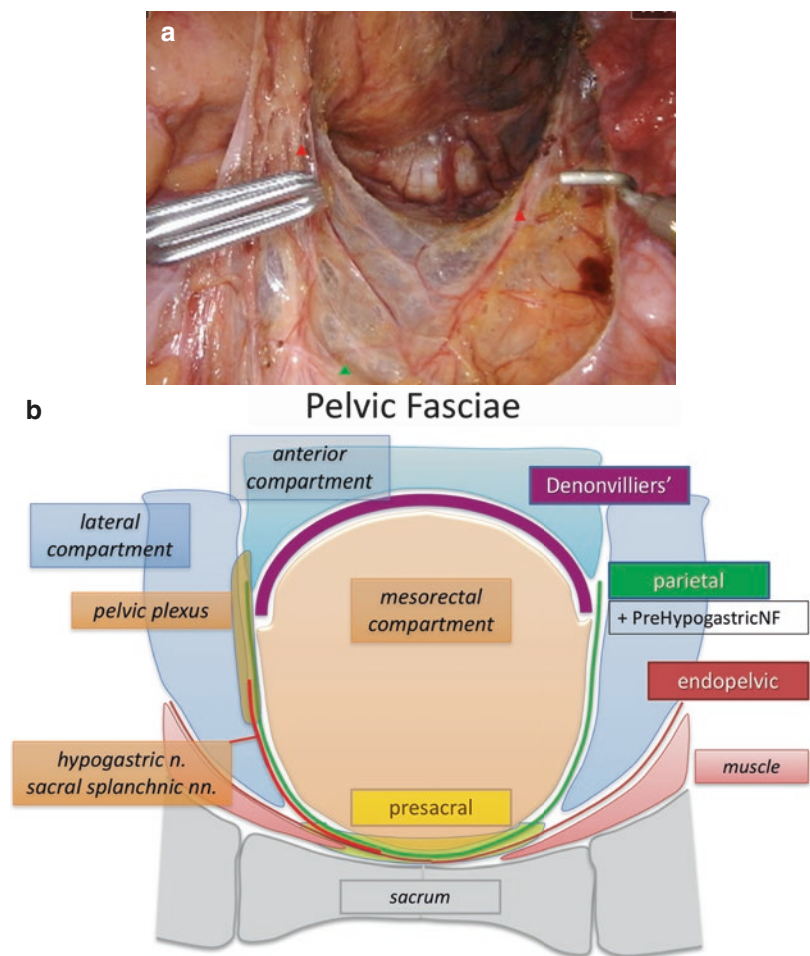 a
b
Pelvic Fasciae
anterior
compartment
Denonvilliers'
lateral
compartment
parietal
pelvic plexus
mesorectal
compartment
+ PreHypogastricNF
endopelvic
hypogastric n.
sacral splanchnic nn.
muscle
presacral
sacrum